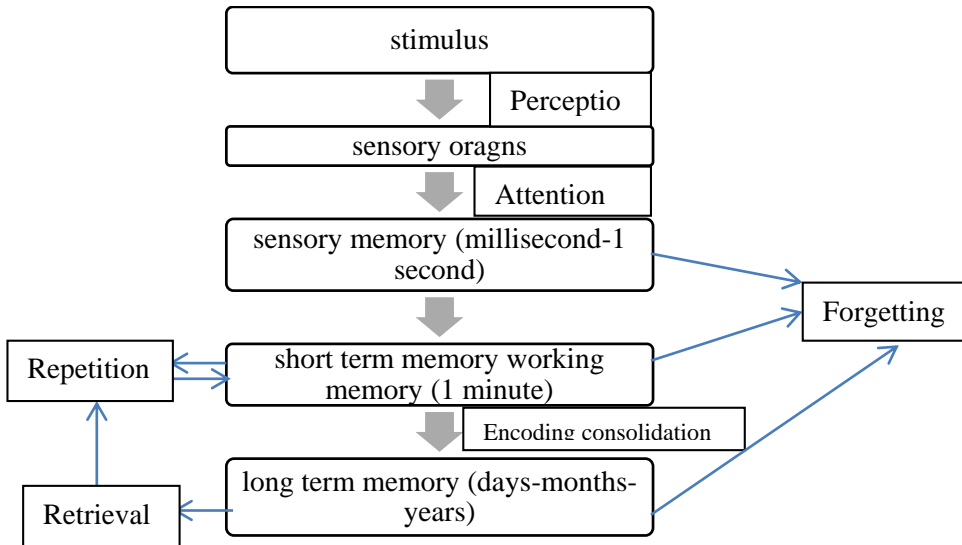 stimulus
Perceptio
sensory oragns
Attention
sensory memory (millisecond-1
second)
Forgetting
Repetition
short term memory working
memory (1 minute)
Encoding consolidation
long term memory (days-months-
years)
Retrieval